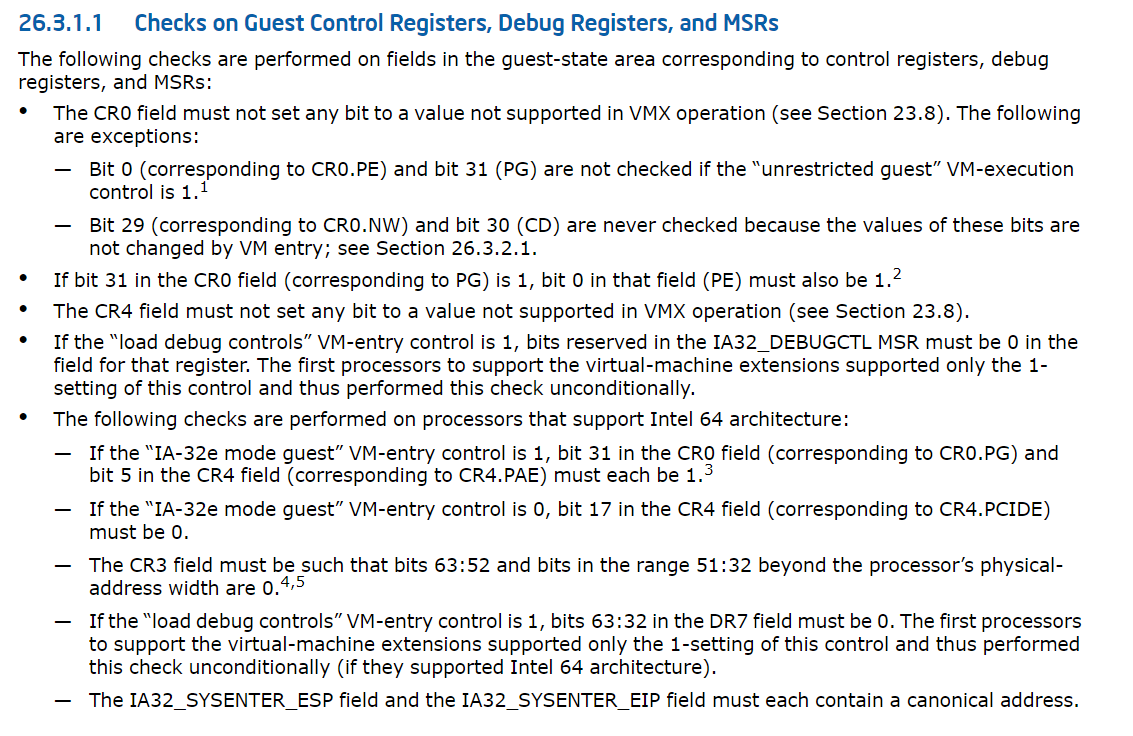 26.3.1.1 Checks on Guest Control Registers, Debug Registers, and MSRs
The following checks are performed on fields in the guest-state area corresponding to control registers, debug
registers, and MSRs:
• The CR0 field must not set any bit to a value not supported in VMX operation (see Section 23.8). The following
are exceptions:
— Bit 0 (corresponding to CR0.PE) and bit 31 (PG) are not checked if the “unrestricted guest” VM-execution
control is 1.1
— Bit 29 (corresponding to CR0.NW) and bit 30 (CD) are never checked because the values of these bits are
not changed by VM entry; see Section 26.3.2.1.
• If bit 31 in the CR0 field (corresponding to PG) is 1, bit 0 in that field (PE) must also be 1.2
• The CR4 field must not set any bit to a value not supported in VMX operation (see Section 23.8).
• If the “load debug controls” VM-entry control is 1, bits reserved in the IA32_DEBUGCTL MSR must be 0 in the
field for that register. The first processors to support the virtual-machine extensions supported only the 1-
setting of this control and thus performed this check unconditionally.
• The following checks are performed on processors that support Intel 64 architecture:
— If the “IA-32e mode guest” VM-entry control is 1, bit 31 in the CR0 field (corresponding to CR0.PG) and
bit 5 in the CR4 field (corresponding to CR4.PAE) must each be 1.3
— If the “IA-32e mode guest” VM-entry control is 0, bit 17 in the CR4 field (corresponding to CR4.PCIDE)
must be 0.
— The CR3 field must be such that bits 63:52 and bits in the range 51:32 beyond the processor’s physical-
address width are 0.4,5
— If the “load debug controls” VM-entry control is 1, bits 63:32 in the DR7 field must be 0. The first processors
to support the virtual-machine extensions supported only the 1-setting of this control and thus performed
this check unconditionally (if they supported Intel 64 architecture).
— The IA32_SYSENTER_ESP field and the IA32_SYSENTER_EIP field must each contain a canonical address.